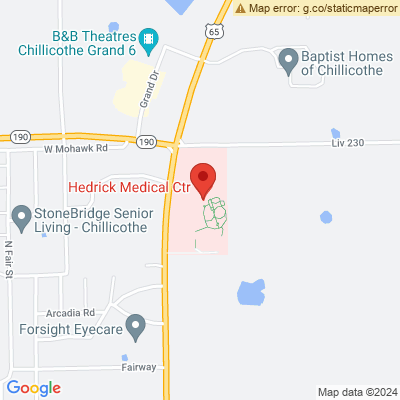 Map error: g.co/staticmaperror
65
B&B Theatres
Chillicothe Grand 6
Baptist Homes
of Chillicothe
Grand Dr
190
190
Liv 230
W Mohawk Rd
Hedrick Medical Ctr
StoneBridge Senior
Living - Chillicothe
N Fair St
Arcadia Rd
Forsight Eyecare
Fairway
Google
Map data ©2024